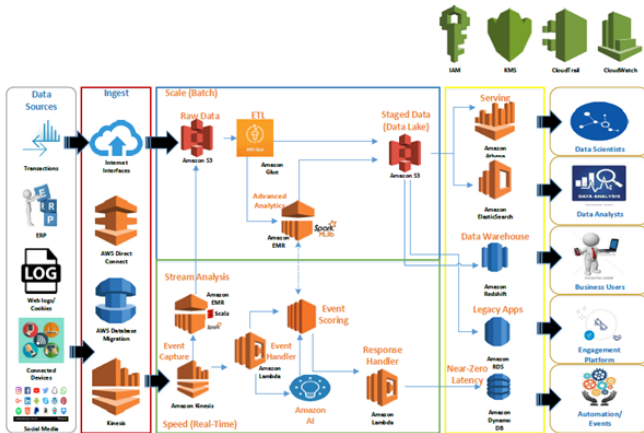 IAM
KMS
CloudTrail
CloudWatch
Data
Sources
Transactions
ERP
ERP
LOG
Web logs/
Cookies
Connected
Devices
Social Media
Ingest
Internet
Interfaces
AWS Direct
Connect
AWS Database
Migration
Kinesis
Scale (Batch)
Raw Data
Amazon S3
ETL
Amazon
Glue
Advanced
Analytics
Amazon
EMR
Spark
MLlib
Staged Data
(Data Lake)
Amazon S3
Stream Analysis
Amazon
EMR
Scala
Event
Capture
Amazon Kinesis
Event
Handler
Amazon
Lambda
Event
Scoring
Amazon
AI
Response
Handler
Amazon
Lambda
Speed (Real-Time)
Serving
Amazon
Athena
Amazon
ElasticSearch
Data Warehouse
Amazon
Redshift
Legacy Apps
Amazon
RDS
Near-Zero
Latency
Amazon
Dynamo
DB
Data Scientists
DATA ANALYSIS
Data Analysts
Business Users
Engagement
Platform
Automation/
Events